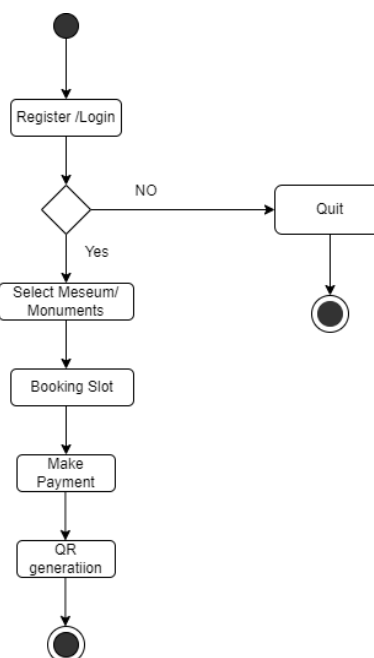 Register /Login
NO
Quit
Yes
Select Meseum/
Monuments
Booking Slot
Make
Payment
QR
generatiion